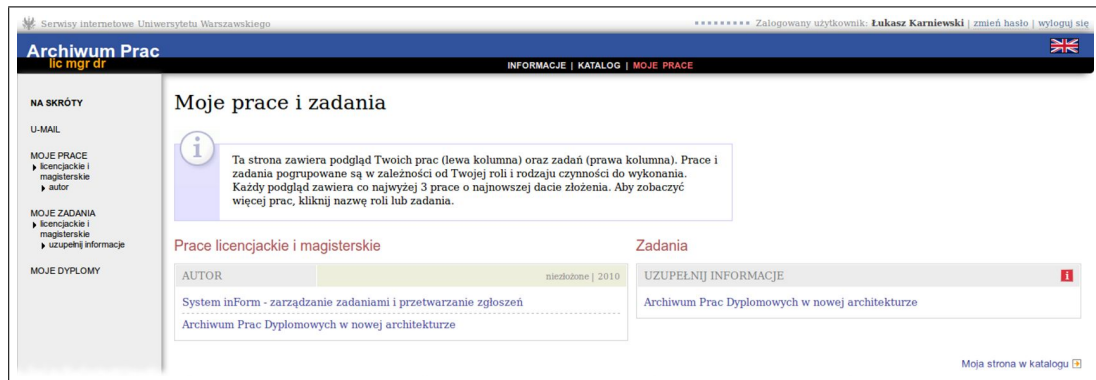 Serwisy internetowe Uniwersytetu Warszawskiego
Zalogowany użytkownik: Łukasz Karniewski | zmień hasło | wyloguj się
Archiwum Prac
lic mgr dr
INFORMACJE | KATALOG | MOJE PRACE
NA SKRÓTY
U-MAIL
MOJE PRACE
licencjackie i
magisterskie
autor
MOJE ZADANIA
licencjackie i
magisterskie
uzupełnij informacje
MOJE DYPLOMY
Moje prace i zadania
i
Ta strona zawiera podgląd Twoich prac (lewa kolumna) oraz zadań (prawa kolumna). Prace i
zadania pogrupowane są w zależności od Twojej roli i rodzaju czynności do wykonania.
Każdy podgląd zawiera co najwyżej 3 prace o najnowszej dacie złożenia. Aby zobaczyć
więcej prac, kliknij nazwę roli lub zadania.
Prace licencjackie i magisterskie
AUTOR
niezłożone | 2010
System inForm - zarządzanie zadaniami i przetwarzanie zgłoszeń
Archiwum Prac Dyplomowych w nowej architekturze
Zadania
UZUPEŁNIJ INFORMACJE
i
Archiwum Prac Dyplomowych w nowej architekturze
Moja strona w katalogu